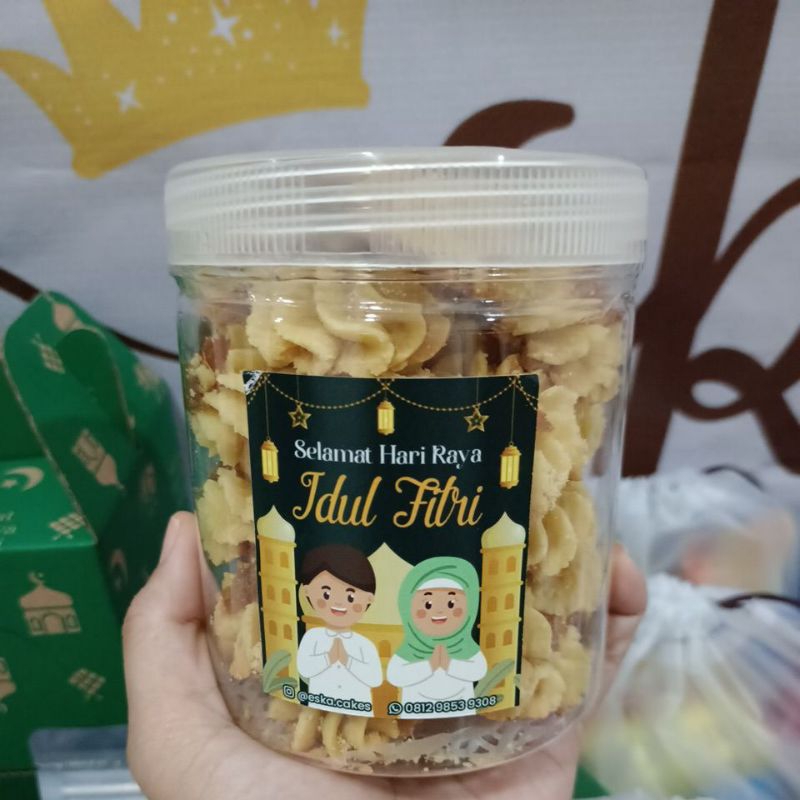 Selamat Hari Raya
Idul Fitri
@eska.cakes
0812 9853 9308